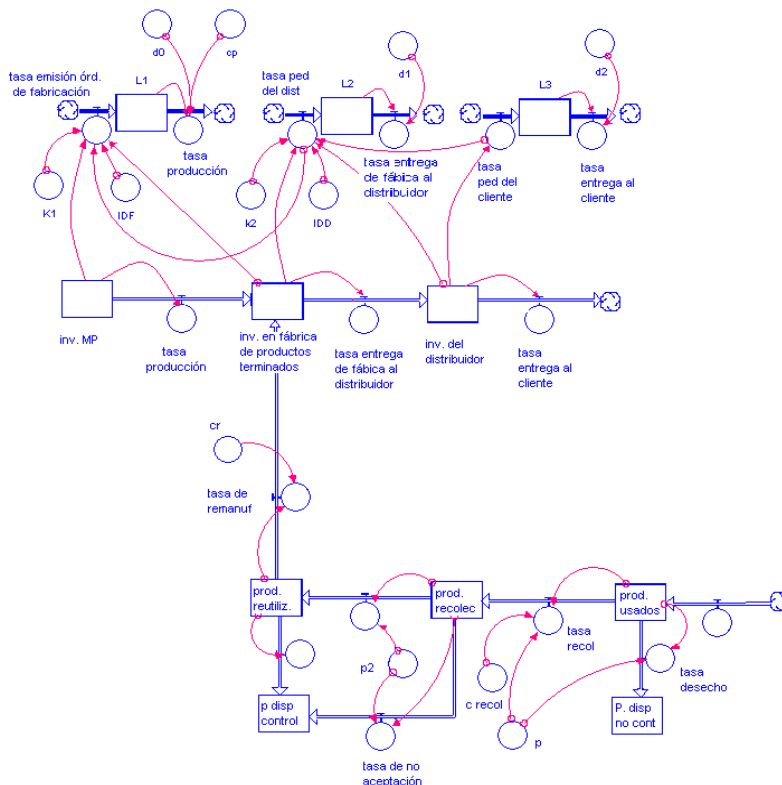 d0
cp
tasa emisión órd.
de fabricación
L1
tasa
producción
K1
IDF
tasa ped
del dist
L2
d1
tasa entrega
de fábica al
distribuidor
k2
IDD
L3
d2
tasa
ped del
cliente
tasa
entrega al
cliente
inv. MP
tasa
producción
inv. en fábrica
de productos
terminados
tasa entrega
de fábica al
distribuidor
inv. del
distribuidor
tasa
entrega al
cliente
cr
tasa de
remanuf
prod.
reutiliz.
prod.
recolec
prod.
usados
tasa
recol
p2
c recol
tasa
desecho
p disp
control
P. disp
no cont
p
tasa de no
aceptación